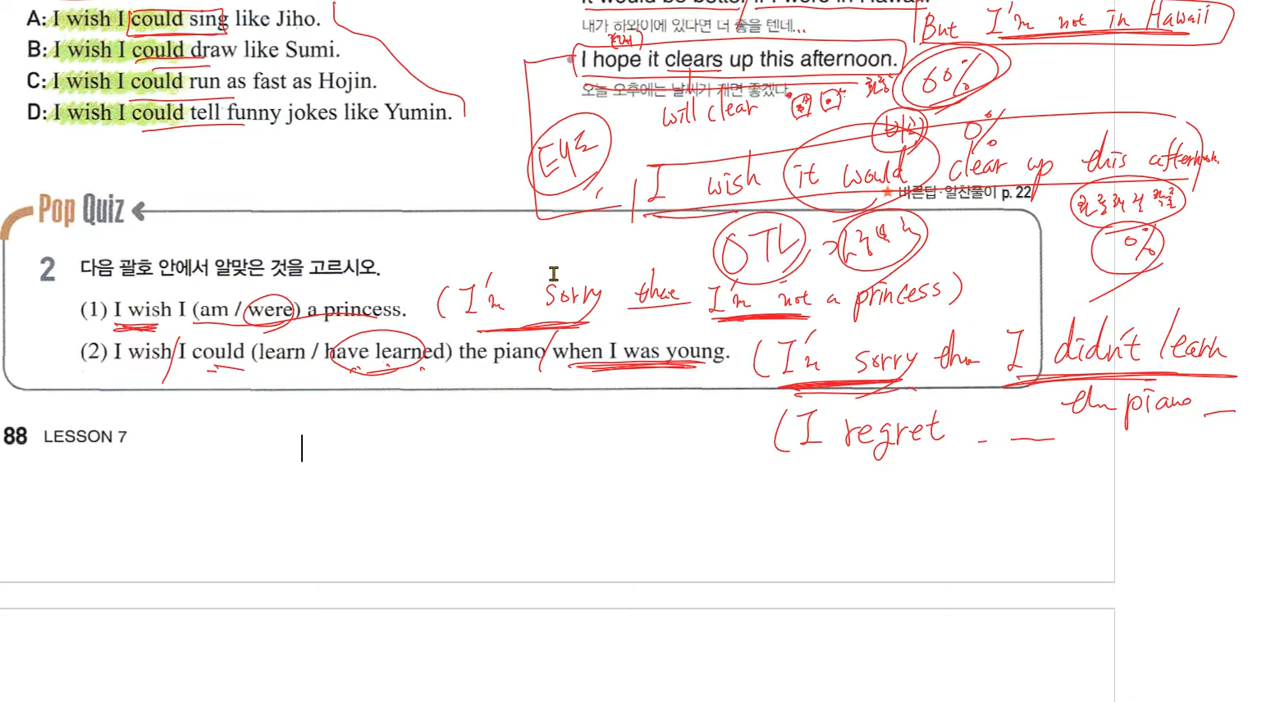 A: I wish I could sing like Jiho.
B: I wish I could draw like Sumi.
C: I wish I could run as fast as Hojin.
D: I wish I could tell funny jokes like Yumin.
내가 하와이에 있다면 더 좋을 텐데...
But I'm not in Hawaii
I hope it clears up this afternoon.
60%
오늘 오후에는 날씨가 개면 좋겠다.
will clear
0%
I wish it would clear up this afternoon.
★ 바른답·알찬풀이 p. 22
0%
OTL
Pop Quiz
2 다음 괄호 안에서 알맞은 것을 고르시오.
(1) I wish I (am / were) a princess. (I'm sorry that I'm not a princess)
(2) I wish I could (learn / have learned) the piano when I was young. (I'm sorry that I didn't learn
the piano
(I regret
88 LESSON 7